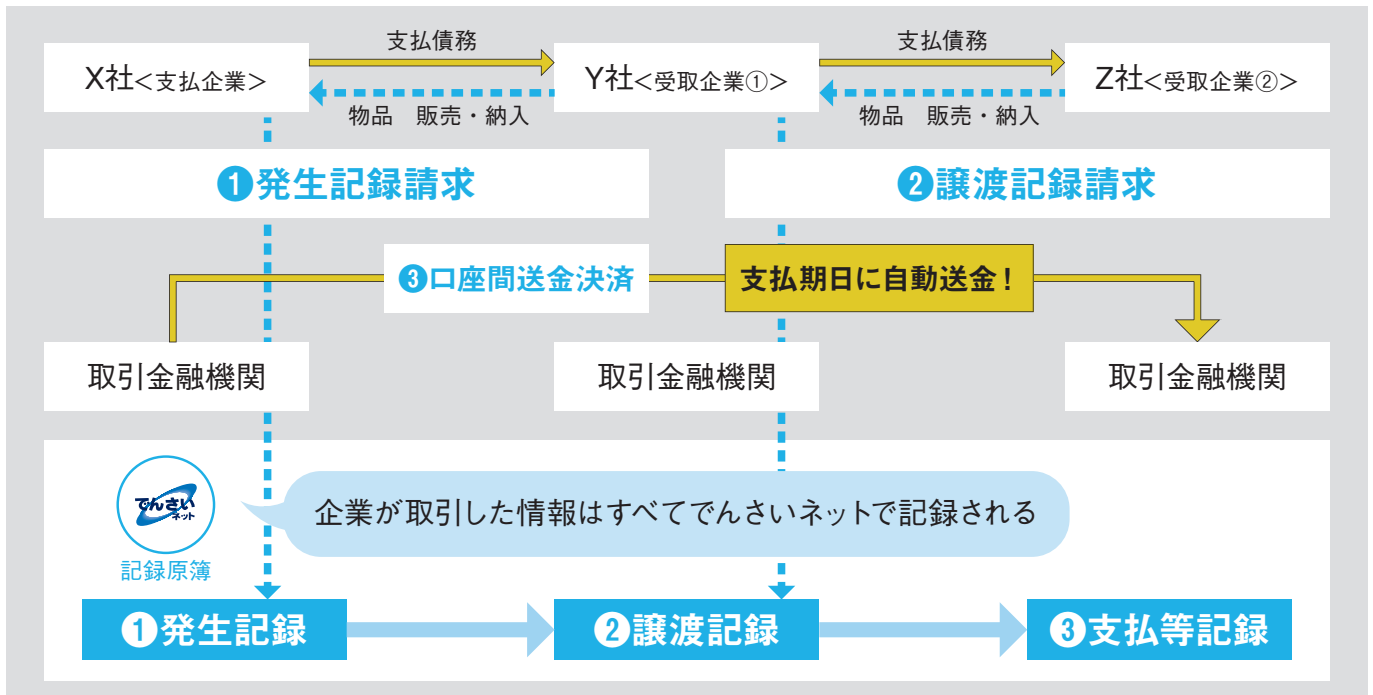 支払債務
支払債務
X社<支払企業>
Y社<受取企業①>
Z社<受取企業②>
物品 販売・納入
物品 販売・納入
❶発生記録請求
❷譲渡記録請求
❸口座間送金決済
支払期日に自動送金！
取引金融機関
取引金融機関
取引金融機関
でんさい
ネット
企業が取引した情報はすべてでんさいネットで記録される
記録原簿
❶発生記録
❷譲渡記録
❸支払等記録